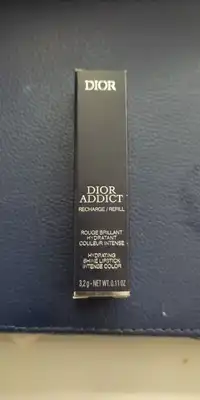 DIOR
DIOR
ADDICT
RECHARGE / REFILL
ROUGE BRILLANT
HYDRATANT
COULEUR INTENSE
HYDRATING
SHINE LIPSTICK
INTENSE COLOR
3,2 g - NET WT. 0.11 OZ